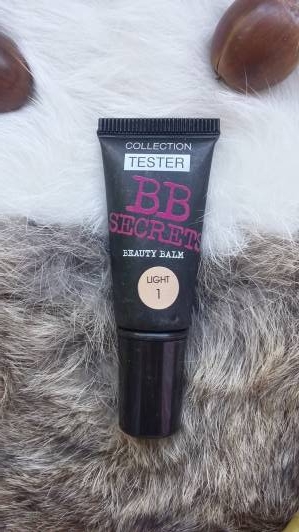 COLLECTION
TESTER
BB
SECRETS
BEAUTY BALM
LIGHT
1